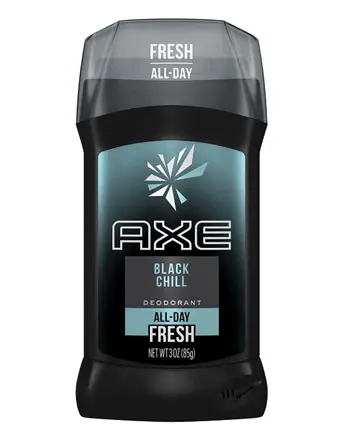 FRESH
ALL-DAY
AXE
BLACK
CHILL
DEODORANT
ALL-DAY
FRESH
NET WT 3 OZ (85g)